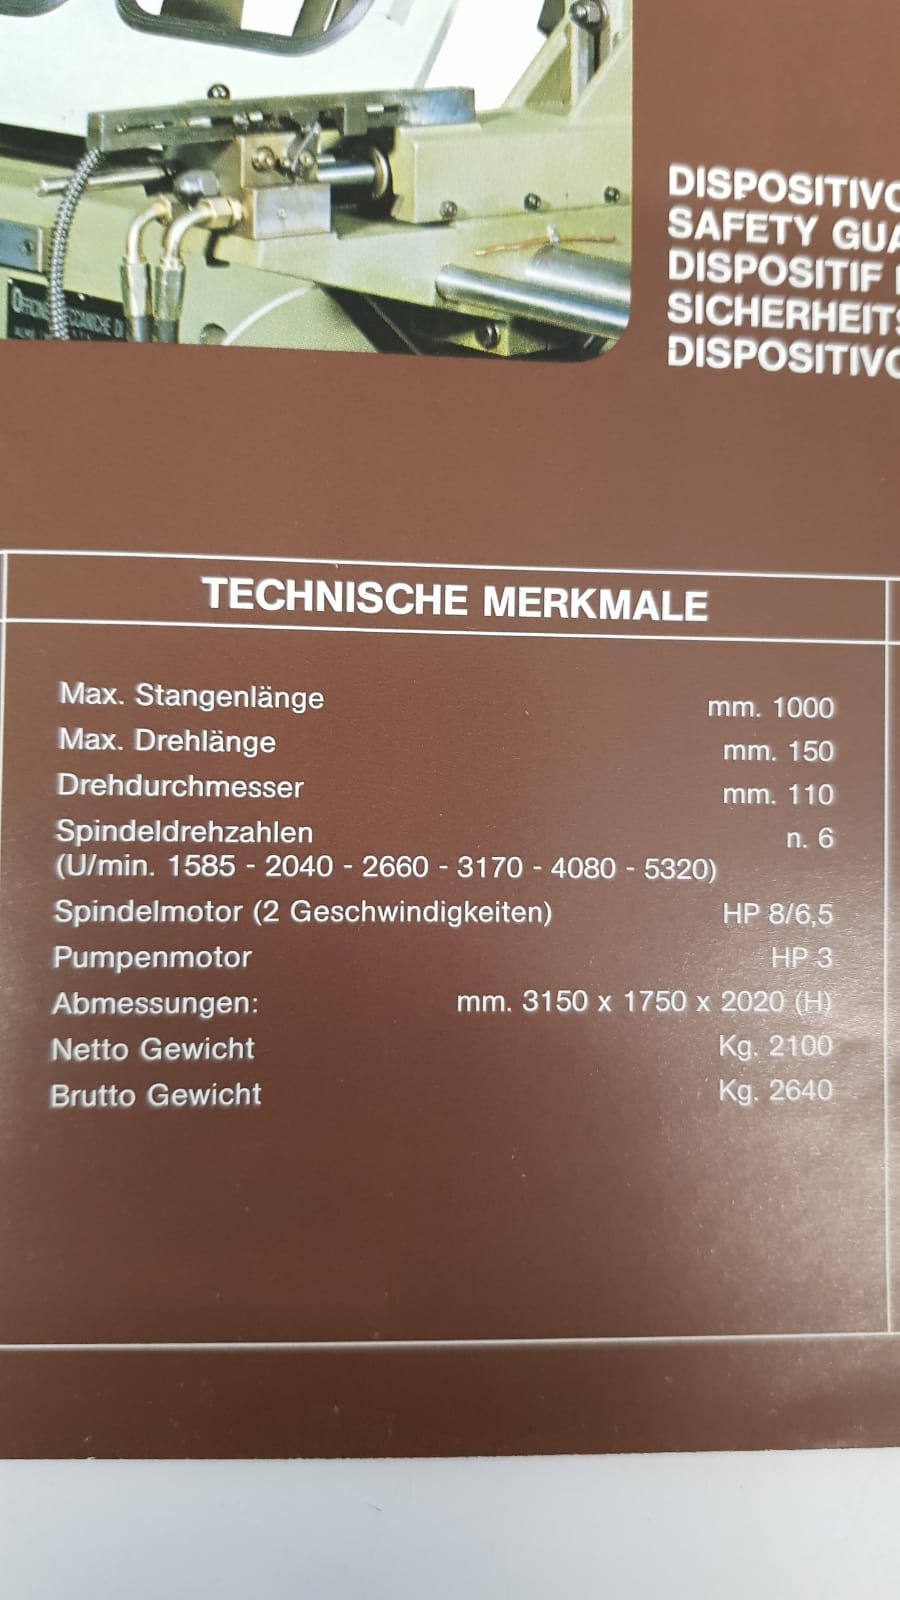 DISPOSITIVO
SAFETY GUA
DISPOSITIF
SICHERHEITS
DISPOSITIVO
TECHNISCHE MERKMALE
Max. Stangenlänge mm. 1000
Max. Drehlänge mm. 150
Drehdurchmesser mm. 110
Spindeldrehzahlen n. 6
(U/min. 1585 - 2040 - 2660 - 3170 - 4080 - 5320)
Spindelmotor (2 Geschwindigkeiten) HP 8/6,5
Pumpenmotor HP 3
Abmessungen: mm. 3150 x 1750 x 2020 (H)
Netto Gewicht Kg. 2100
Brutto Gewicht Kg. 2640